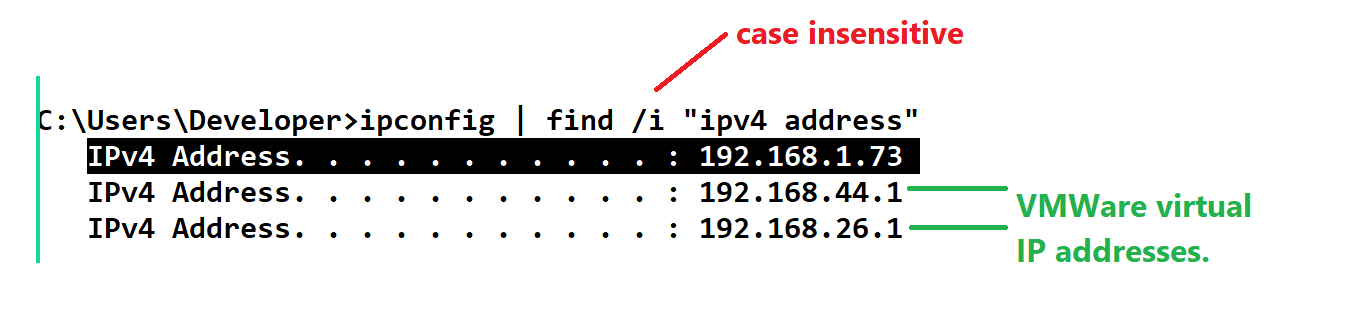 case insensitive
C:\Users\Developer>ipconfig | find /i "ipv4 address"
IPv4 Address. . . . . . . . . . . : 192.168.1.73
IPv4 Address. . . . . . . . . . . : 192.168.44.1
IPv4 Address. . . . . . . . . . . : 192.168.26.1
VMWare virtual
IP addresses.